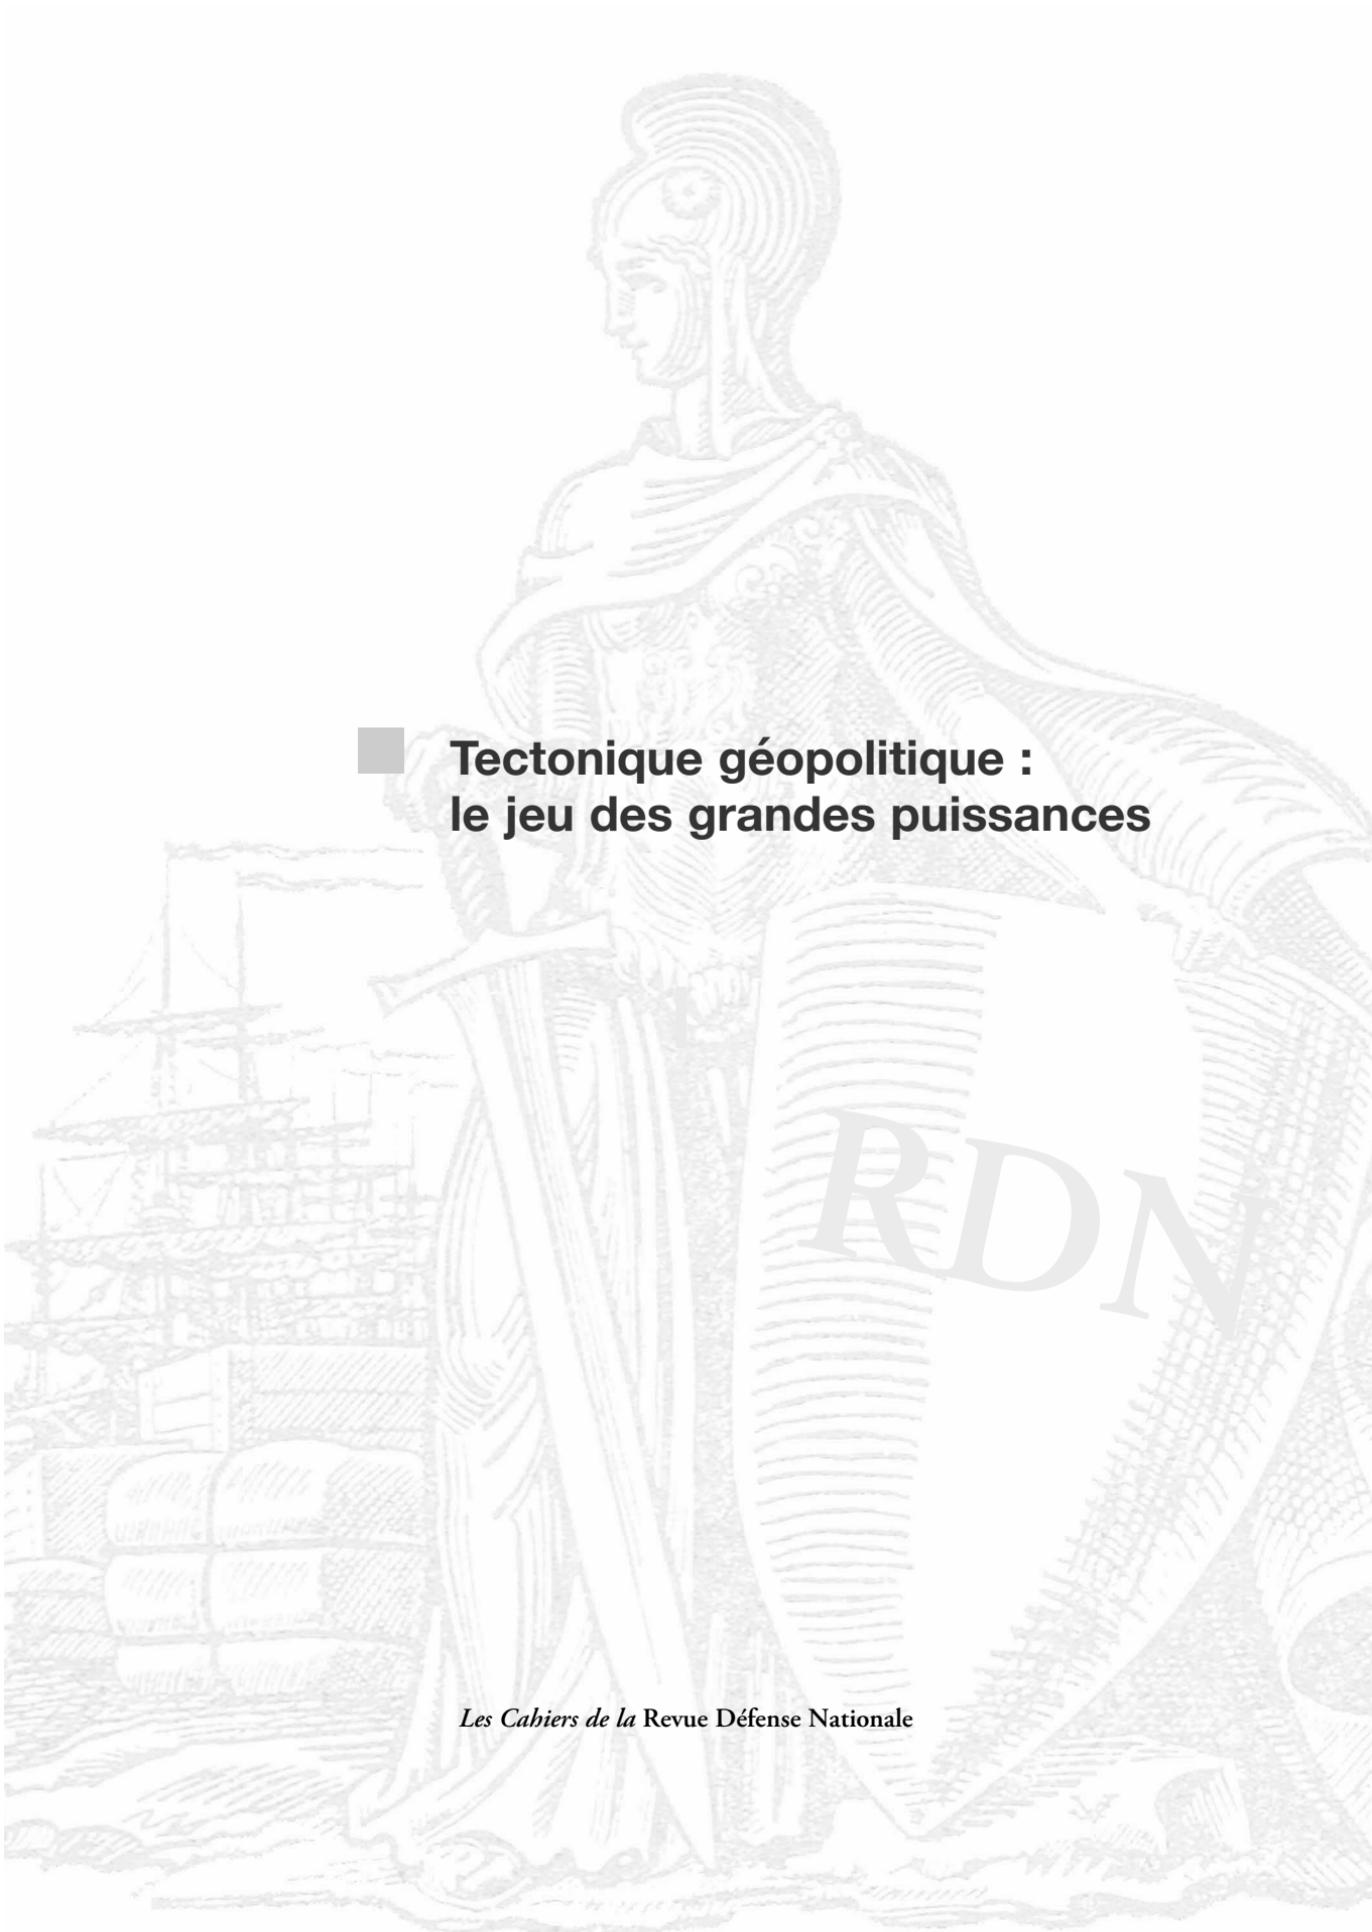 Tectonique géopolitique :
le jeu des grandes puissances
RDN
Les Cahiers de la Revue Défense Nationale